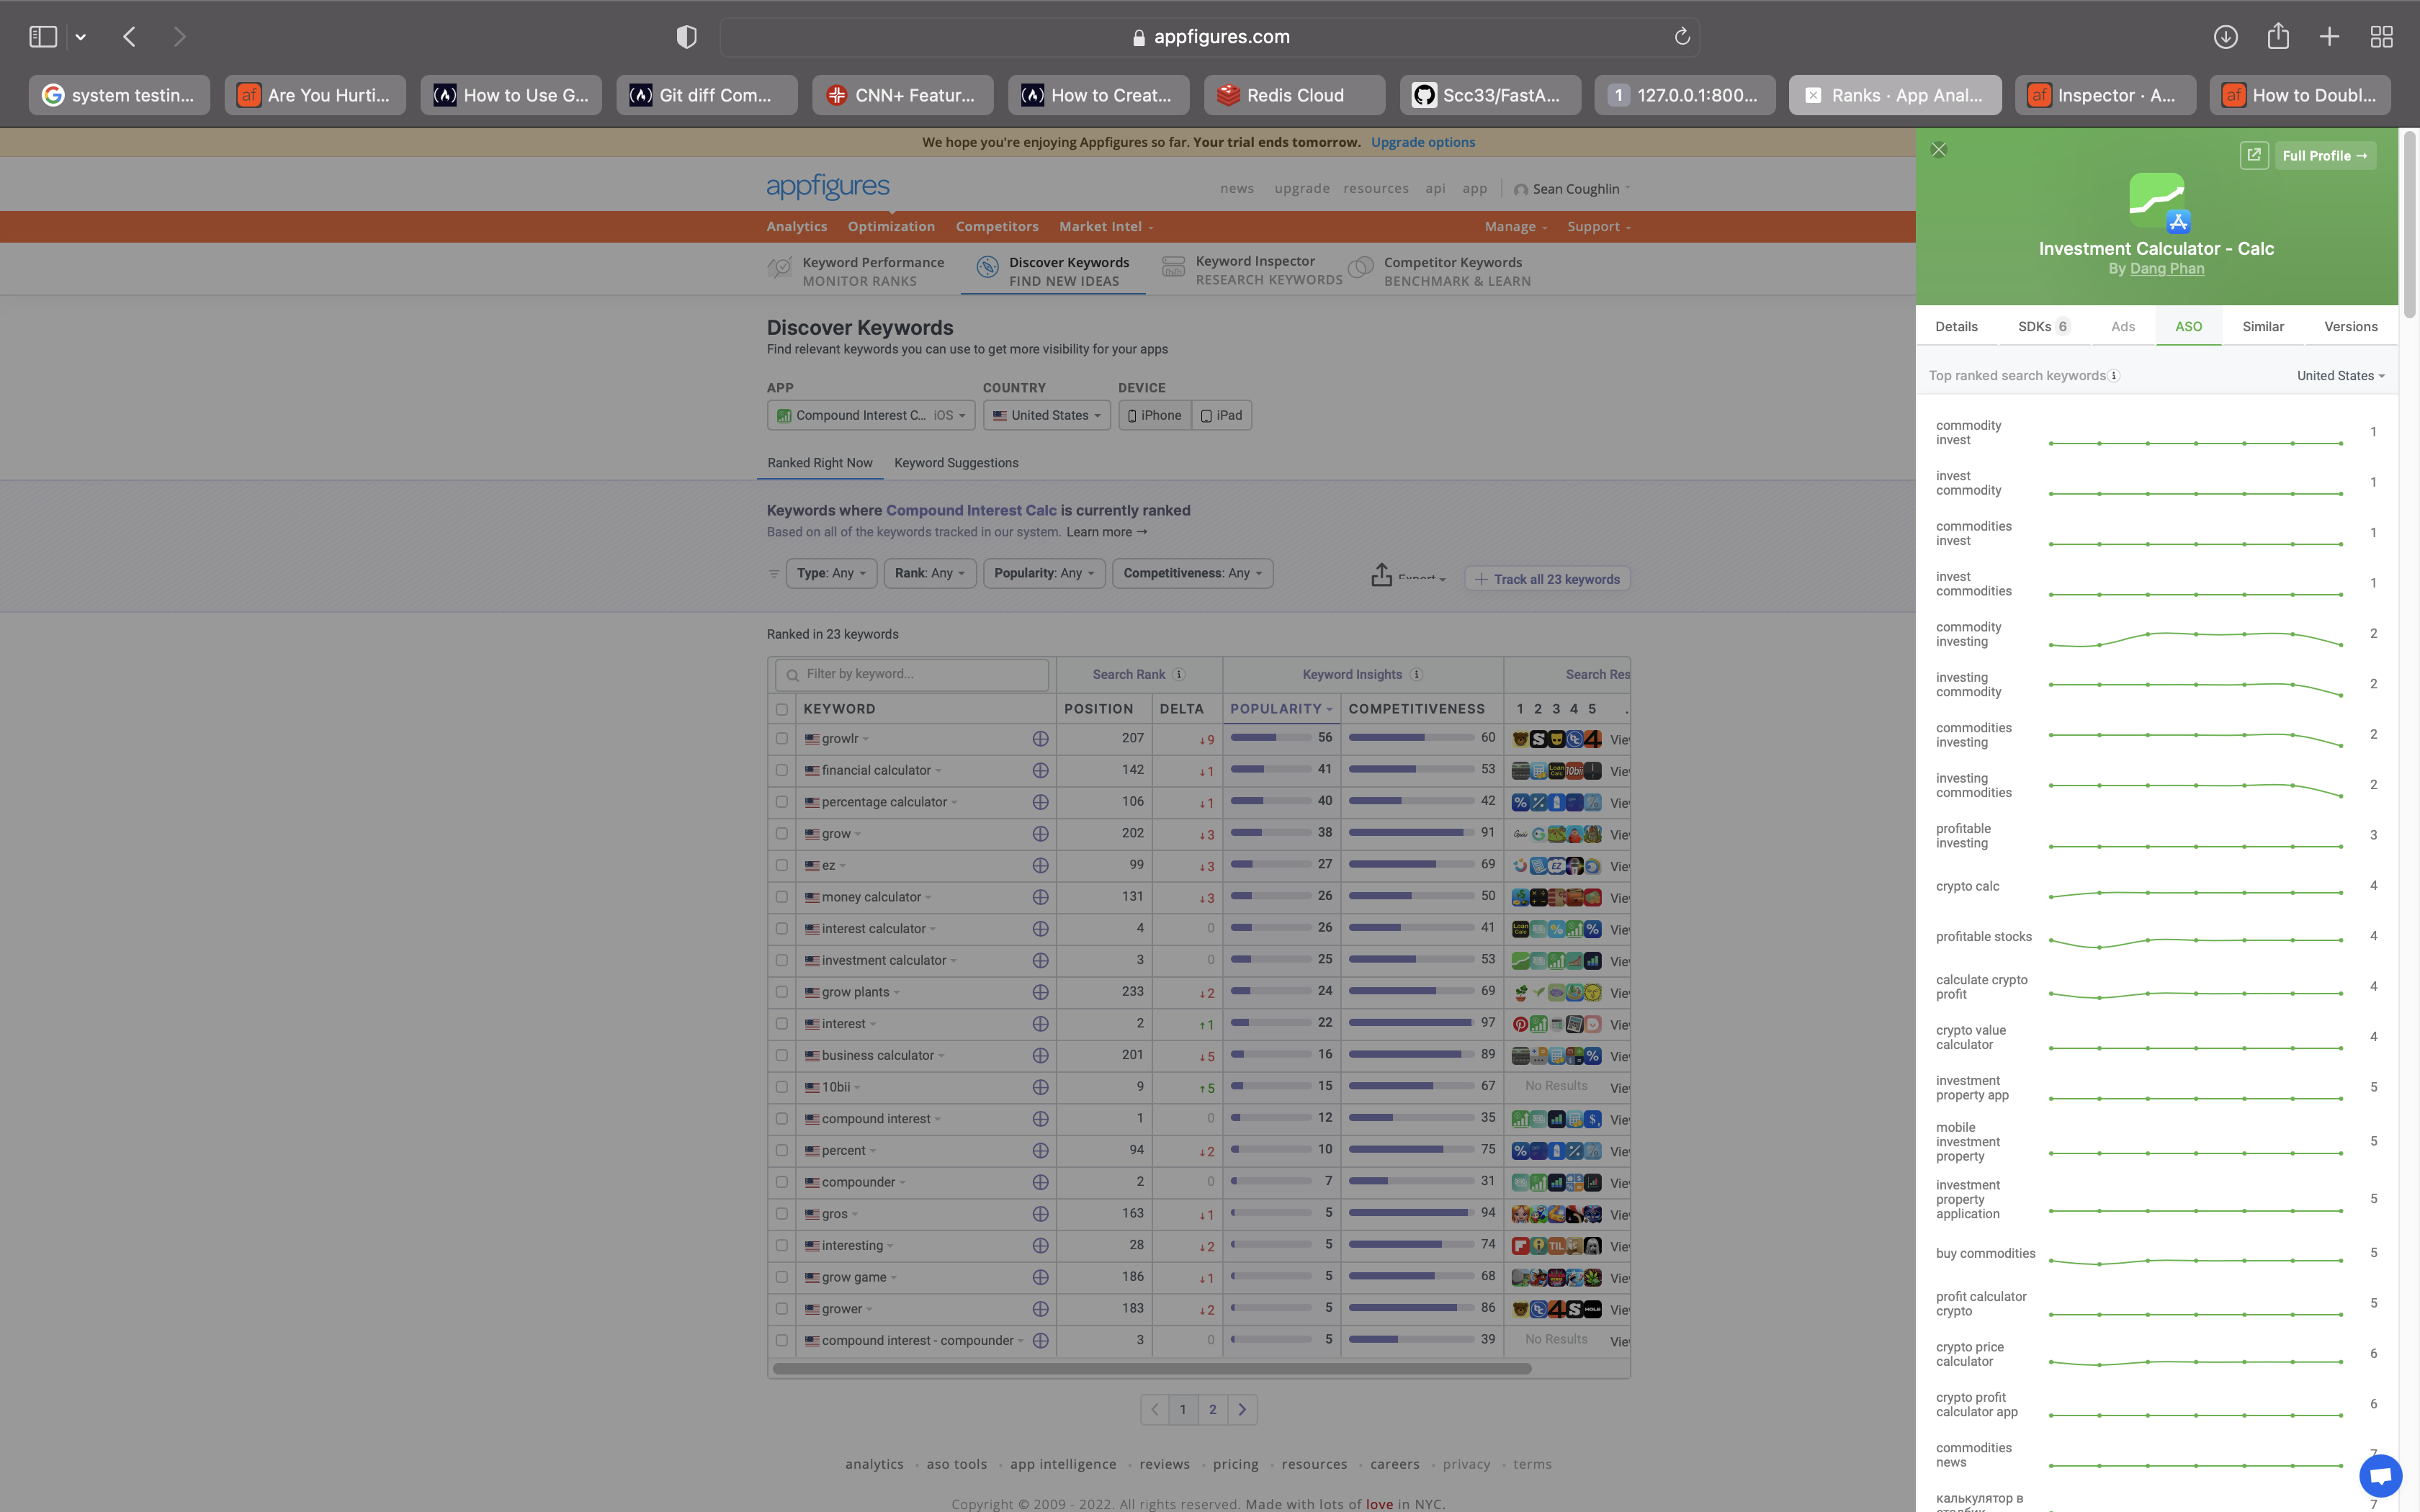 appfigures.com
system testin...
Are You Hurti...
How to Use G...
Git diff Com...
CNN+ Featur...
How to Creat...
Redis Cloud
Scc33/FastA...
1 127.0.0.1:800...
Ranks · App Anal...
Inspector · A...
How to Doubl...
We hope you're enjoying Appfigures so far. Your trial ends tomorrow. Upgrade options
appfigures
news upgrade resources api app Sean Coughlin
Analytics Optimization Competitors Market Intel Manage Support
Keyword Performance
MONITOR RANKS
Discover Keywords
FIND NEW IDEAS
Keyword Inspector
RESEARCH KEYWORDS
Competitor Keywords
BENCHMARK & LEARN
Discover Keywords
Find relevant keywords you can use to get more visibility for your apps
APP COUNTRY DEVICE
Compound Interest C... iOS United States iPhone iPad
Ranked Right Now Keyword Suggestions
Keywords where Compound Interest Calc is currently ranked
Based on all of the keywords tracked in our system. Learn more →
Type: Any Rank: Any Popularity: Any Competitiveness: Any Export + Track all 23 keywords
Ranked in 23 keywords
Filter by keyword... Search Rank Keyword Insights Search Res
KEYWORD POSITION DELTA POPULARITY COMPETITIVENESS 1 2 3 4 5 .
growlr 207 ↓9 56 60 Vie
financial calculator 142 ↓1 41 53 Vie
percentage calculator 106 ↓1 40 42 Vie
grow 202 ↓3 38 91 Vie
ez 99 ↓3 27 69 Vie
money calculator 131 ↓3 26 50 Vie
interest calculator 4 0 26 41 Vie
investment calculator 3 0 25 53 Vie
grow plants 233 ↓2 24 69 Vie
interest 2 ↑1 22 97 Vie
business calculator 201 ↓5 16 89 Vie
10bii 9 ↑5 15 67 No Results Vie
compound interest 1 0 12 35 Vie
percent 94 ↓2 10 75 Vie
compounder 2 0 7 31 Vie
gros 163 ↓1 5 94 Vie
interesting 28 ↓2 5 74 Vie
grow game 186 ↓1 5 68 Vie
grower 183 ↓2 5 86 Vie
compound interest - compounder 3 0 5 39 No Results Vie
< 1 2 >
analytics • aso tools • app intelligence • reviews • pricing • resources • careers • privacy • terms
Copyright © 2009 - 2022. All rights reserved. Made with lots of love in NYC.
Full Profile →
Investment Calculator - Calc
By Dang Phan
Details SDKs 6 Ads ASO Similar Versions
Top ranked search keywords United States
commodity
invest 1
invest
commodity 1
commodities
invest 1
invest
commodities 1
commodity
investing 2
investing
commodity 2
commodities
investing 2
investing
commodities 2
profitable
investing 3
crypto calc 4
profitable stocks 4
calculate crypto
profit 4
crypto value
calculator 4
investment
property app 5
mobile
investment
property 5
investment
property
application 5
buy commodities 5
profit calculator
crypto 5
crypto price
calculator 6
crypto profit
calculator app 6
commodities
news 7
калькулятор в
7